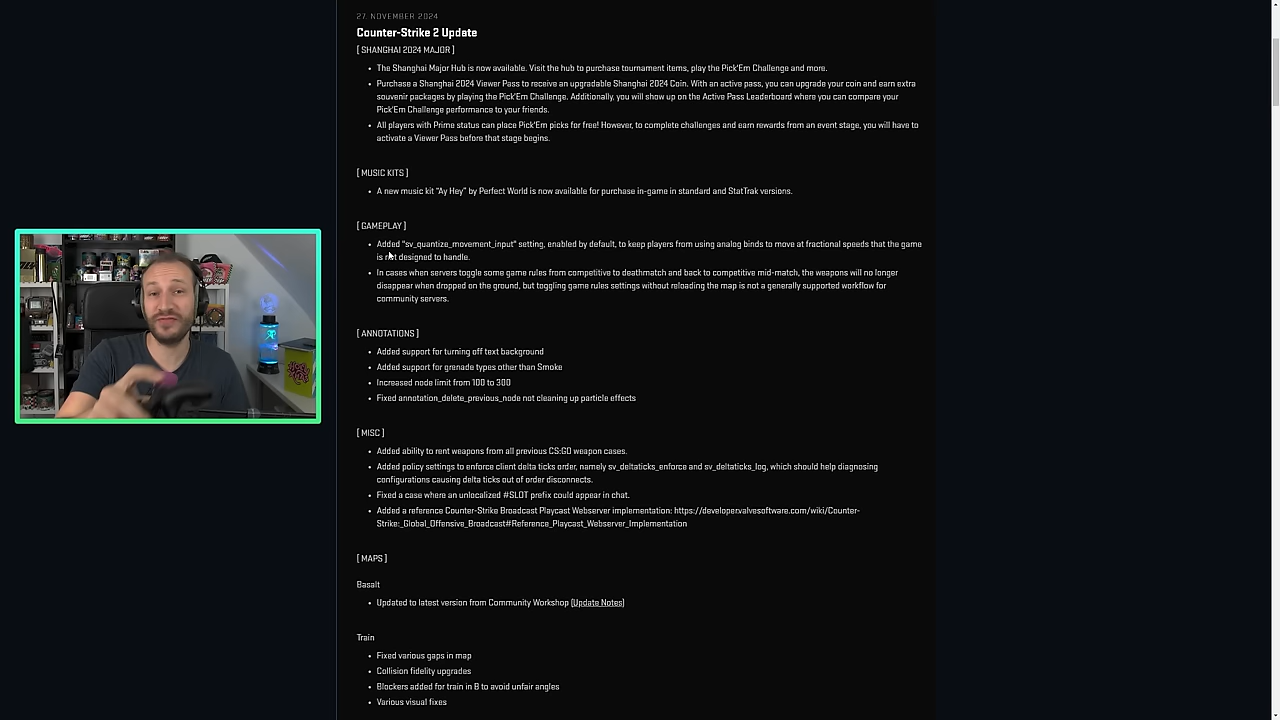 27. NOVEMBER 2024
Counter-Strike 2 Update
[ SHANGHAI 2024 MAJOR ]
• The Shanghai Major Hub is now available. Visit the hub to purchase tournament items, play the Pick'Em Challenge and more.
• Purchase a Shanghai 2024 Viewer Pass to receive an upgradable Shanghai 2024 Coin. With an active pass, you can upgrade your coin and earn extra
souvenir packages by playing the Pick'Em Challenge. Additionally, you will show up on the Active Pass Leaderboard where you can compare your
Pick'Em Challenge performance to your friends.
• All players with Prime status can place Pick'Em picks for free! However, to complete challenges and earn rewards from an event stage, you will have to
activate a Viewer Pass before that stage begins.
[ MUSIC KITS ]
• A new music kit "Ay Hey" by Perfect World is now available for purchase in-game in standard and StatTrak versions.
[ GAMEPLAY ]
• Added "sv_quantize_movement_input" setting, enabled by default, to keep players from using analog binds to move at fractional speeds that the game
is not designed to handle.
• In cases when servers toggle some game rules from competitive to deathmatch and back to competitive mid-match, the weapons will no longer
disappear when dropped on the ground, but toggling game rules settings without reloading the map is not a generally supported workflow for
community servers.
[ ANNOTATIONS ]
• Added support for turning off text background
• Added support for grenade types other than Smoke
• Increased node limit from 100 to 300
• Fixed annotation_delete_previous_node not cleaning up particle effects
[ MISC ]
• Added ability to rent weapons from all previous CS:GO weapon cases.
• Added policy settings to enforce client delta ticks order, namely sv_deltaticks_enforce and sv_deltaticks_log, which should help diagnosing
configurations causing delta ticks out of order disconnects.
• Fixed a case where an unlocalized #SLOT prefix could appear in chat.
• Added a reference Counter-Strike Broadcast Playcast Webserver implementation: https://developer.valvesoftware.com/wiki/Counter-
Strike:_Global_Offensive_Broadcast#Reference_Playcast_Webserver_Implementation
[ MAPS ]
Basalt
• Updated to latest version from Community Workshop [Update Notes]
Train
• Fixed various gaps in map
• Collision fidelity upgrades
• Blockers added for train in B to avoid unfair angles
• Various visual fixes